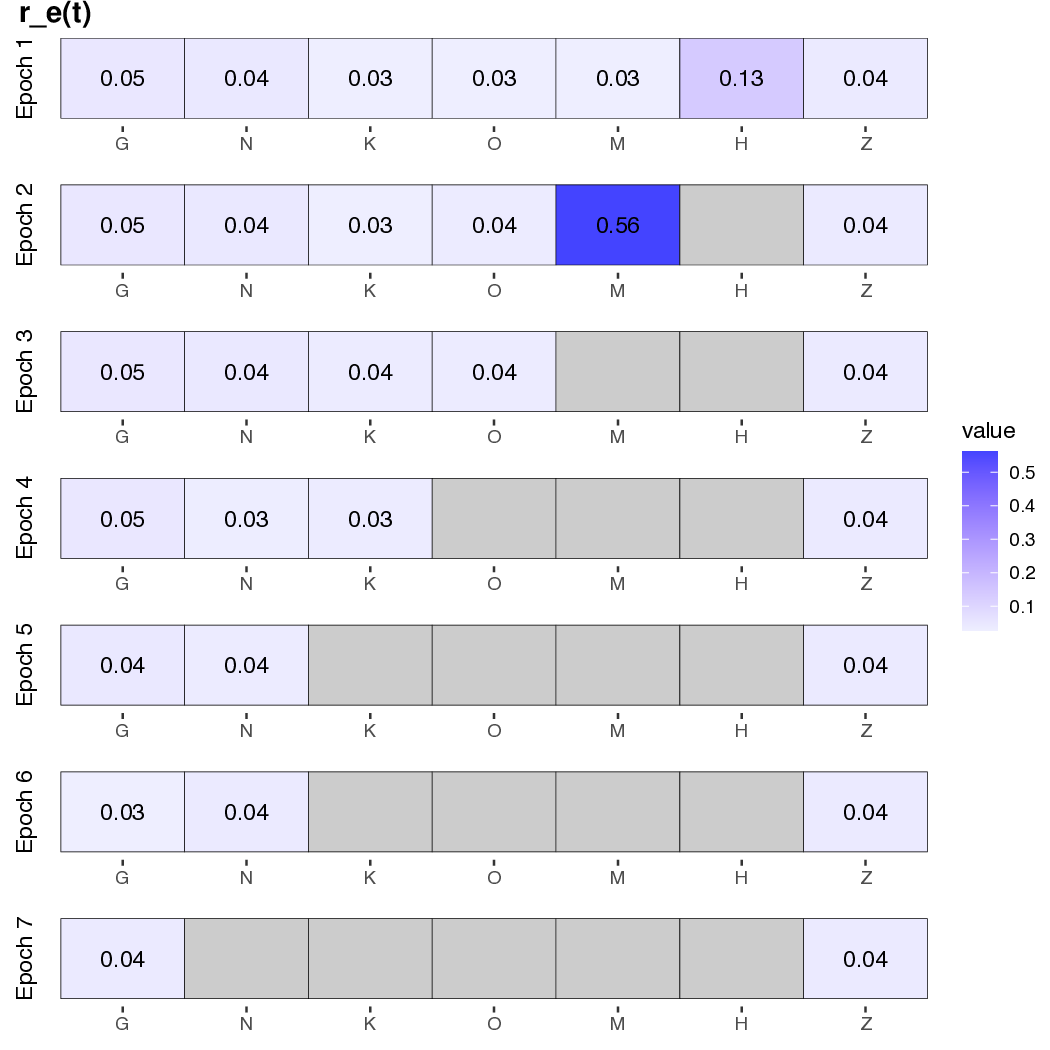 r_e(t)
Epoch 1
0.05 0.04 0.03 0.03 0.03 0.13 0.04
G N K O M H Z
Epoch 2
0.05 0.04 0.03 0.04 0.56 0.04
G N K O M H Z
Epoch 3
0.05 0.04 0.04 0.04 0.04
G N K O M H Z
Epoch 4
0.05 0.03 0.03 0.04
G N K O M H Z
Epoch 5
0.04 0.04 0.04
G N K O M H Z
Epoch 6
0.03 0.04 0.04
G N K O M H Z
Epoch 7
0.04 0.04
G N K O M H Z
value
0.5
0.4
0.3
0.2
0.1